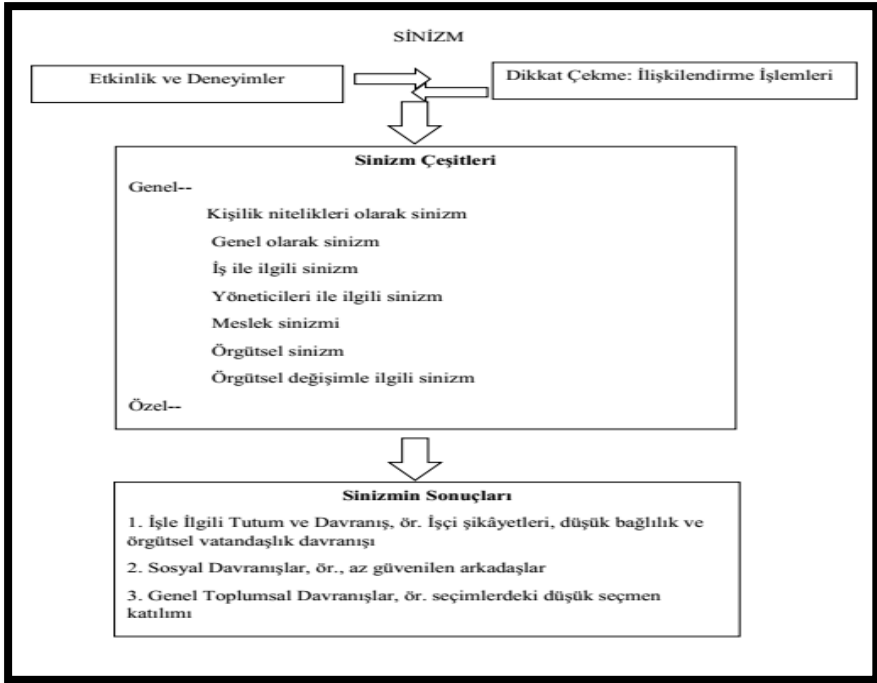 SİNİZM
Etkinlik ve Deneyimler
Dikkat Çekme: İlişkilendirme İşlemleri
Sinizm Çeşitleri
Genel--
Kişilik nitelikleri olarak sinizm
Genel olarak sinizm
İş ile ilgili sinizm
Yöneticileri ile ilgili sinizm
Meslek sinizmi
Örgütsel sinizm
Örgütsel değişimle ilgili sinizm
Özel--
Sinizmin Sonuçları
1. İşle İlgili Tutum ve Davranış, ör. İşçi şikâyetleri, düşük bağlılık ve
örgütsel vatandaşlık davranışı
2. Sosyal Davranışlar, ör., az güvenilen arkadaşlar
3. Genel Toplumsal Davranışlar, ör. seçimlerdeki düşük seçmen
katılımı